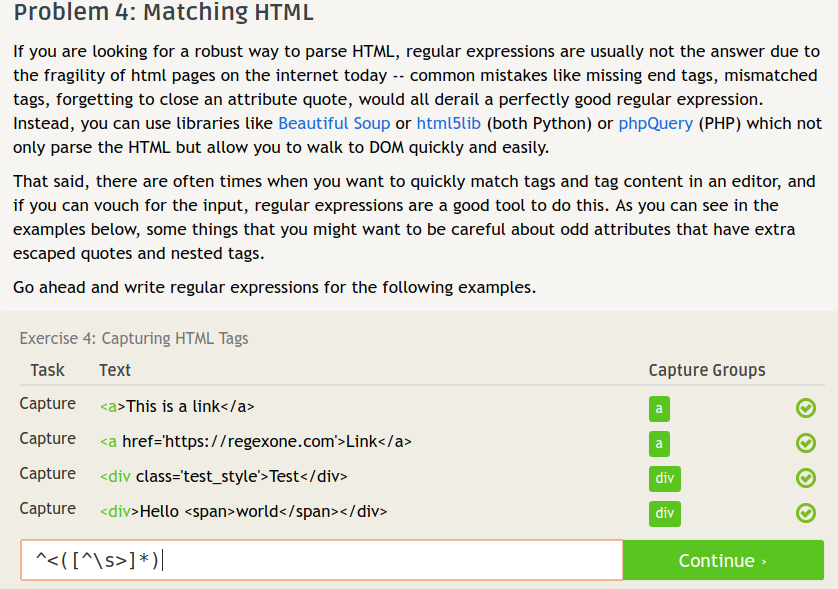 Problem 4: Matching HTML
If you are looking for a robust way to parse HTML, regular expressions are usually not the answer due to
the fragility of html pages on the internet today -- common mistakes like missing end tags, mismatched
tags, forgetting to close an attribute quote, would all derail a perfectly good regular expression.
Instead, you can use libraries like Beautiful Soup or html5lib (both Python) or phpQuery (PHP) which not
only parse the HTML but allow you to walk to DOM quickly and easily.
That said, there are often times when you want to quickly match tags and tag content in an editor, and
if you can vouch for the input, regular expressions are a good tool to do this. As you can see in the
examples below, some things that you might want to be careful about odd attributes that have extra
escaped quotes and nested tags.
Go ahead and write regular expressions for the following examples.
Exercise 4: Capturing HTML Tags
Task Text Capture Groups
Capture <a>This is a link</a> a
Capture <a href='https://regexone.com'>Link</a> a
Capture <div class='test_style'>Test</div> div
Capture <div>Hello <span>world</span></div> div
^<([^\s>]*) Continue ›